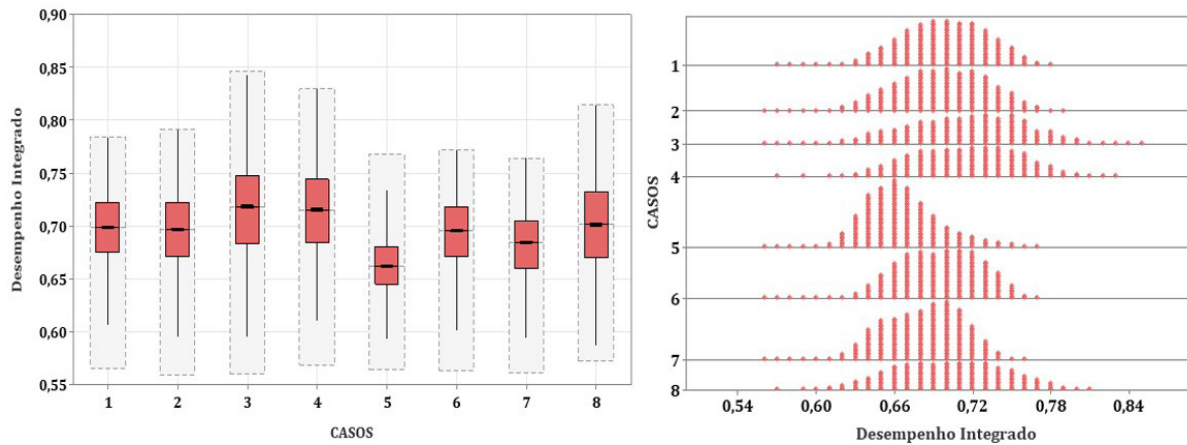 0,90
0,85
0,80
0,75
0,70
0,65
0,60
0,55
Desempenho Integrado
1 2 3 4 5 6 7 8
CASOS
CASOS
1
2
3
4
5
6
7
8
0,54 0,60 0,66 0,72 0,78 0,84
Desempenho Integrado